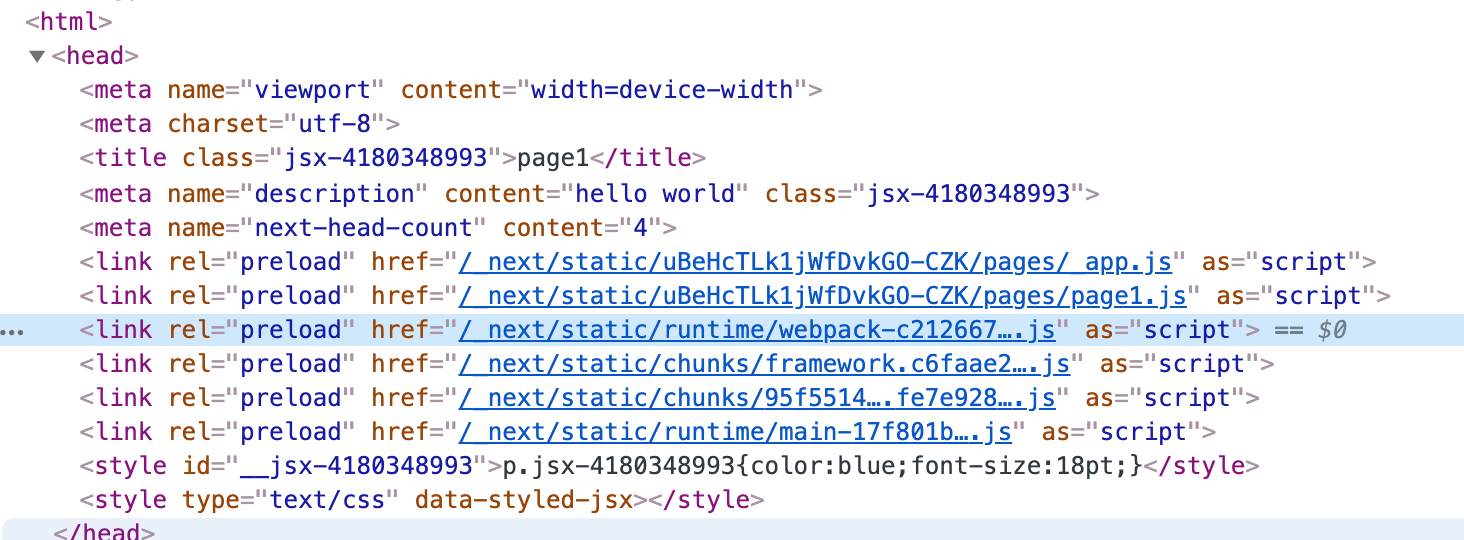 <html>
▼<head>
<meta name="viewport" content="width=device-width">
<meta charset="utf-8">
<title class="jsx-4180348993">page1</title>
<meta name="description" content="hello world" class="jsx-4180348993">
<meta name="next-head-count" content="4">
<link rel="preload" href="/_next/static/uBeHcTLk1jWfDvkGO-CZK/pages/_app.js" as="script">
<link rel="preload" href="/_next/static/uBeHcTLk1jWfDvkGO-CZK/pages/page1.js" as="script">
…<link rel="preload" href="/_next/static/runtime/webpack-c212667….js" as="script"> == $0
<link rel="preload" href="/_next/static/chunks/framework.c6faae2….js" as="script">
<link rel="preload" href="/_next/static/chunks/95f5514….fe7e928….js" as="script">
<link rel="preload" href="/_next/static/runtime/main-17f801b….js" as="script">
<style id="__jsx-4180348993">p.jsx-4180348993{color:blue;font-size:18pt;}</style>
<style type="text/css" data-styled-jsx></style>
</head>